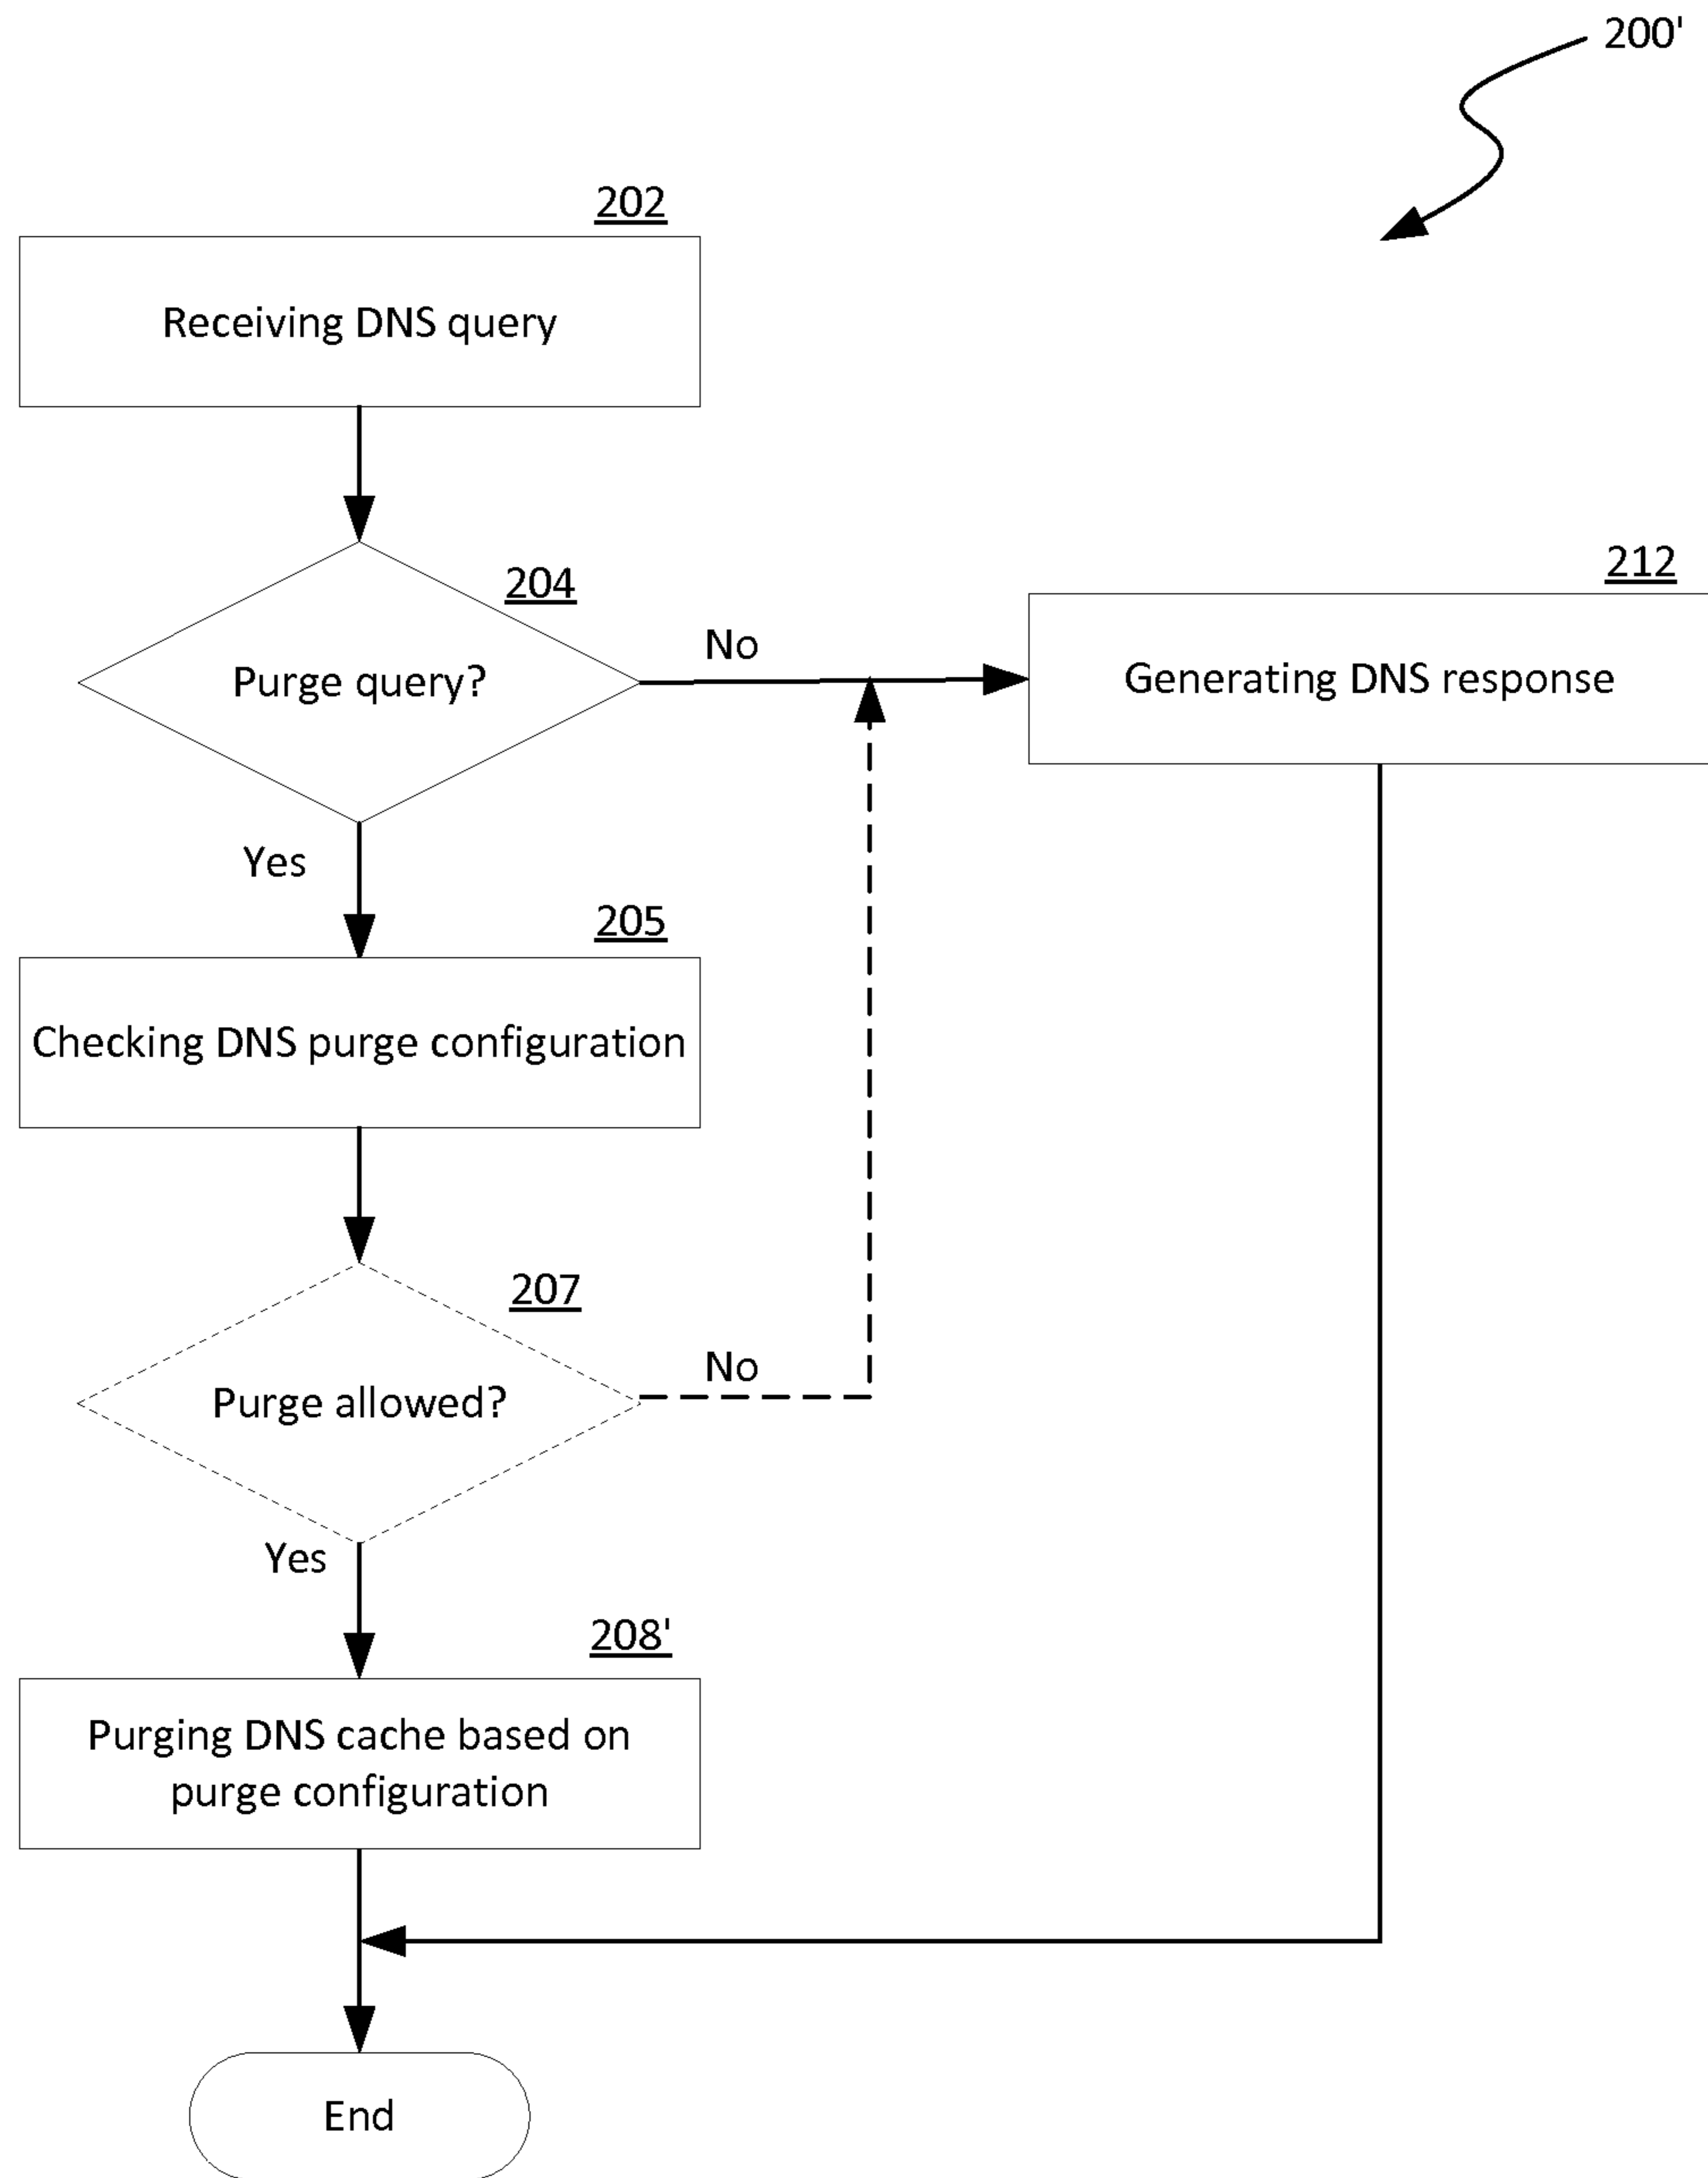 200'
202
Receiving DNS query
204
Purge query?
No
212
Generating DNS response
Yes
205
Checking DNS purge configuration
207
Purge allowed?
No
Yes
208'
Purging DNS cache based on
purge configuration
End